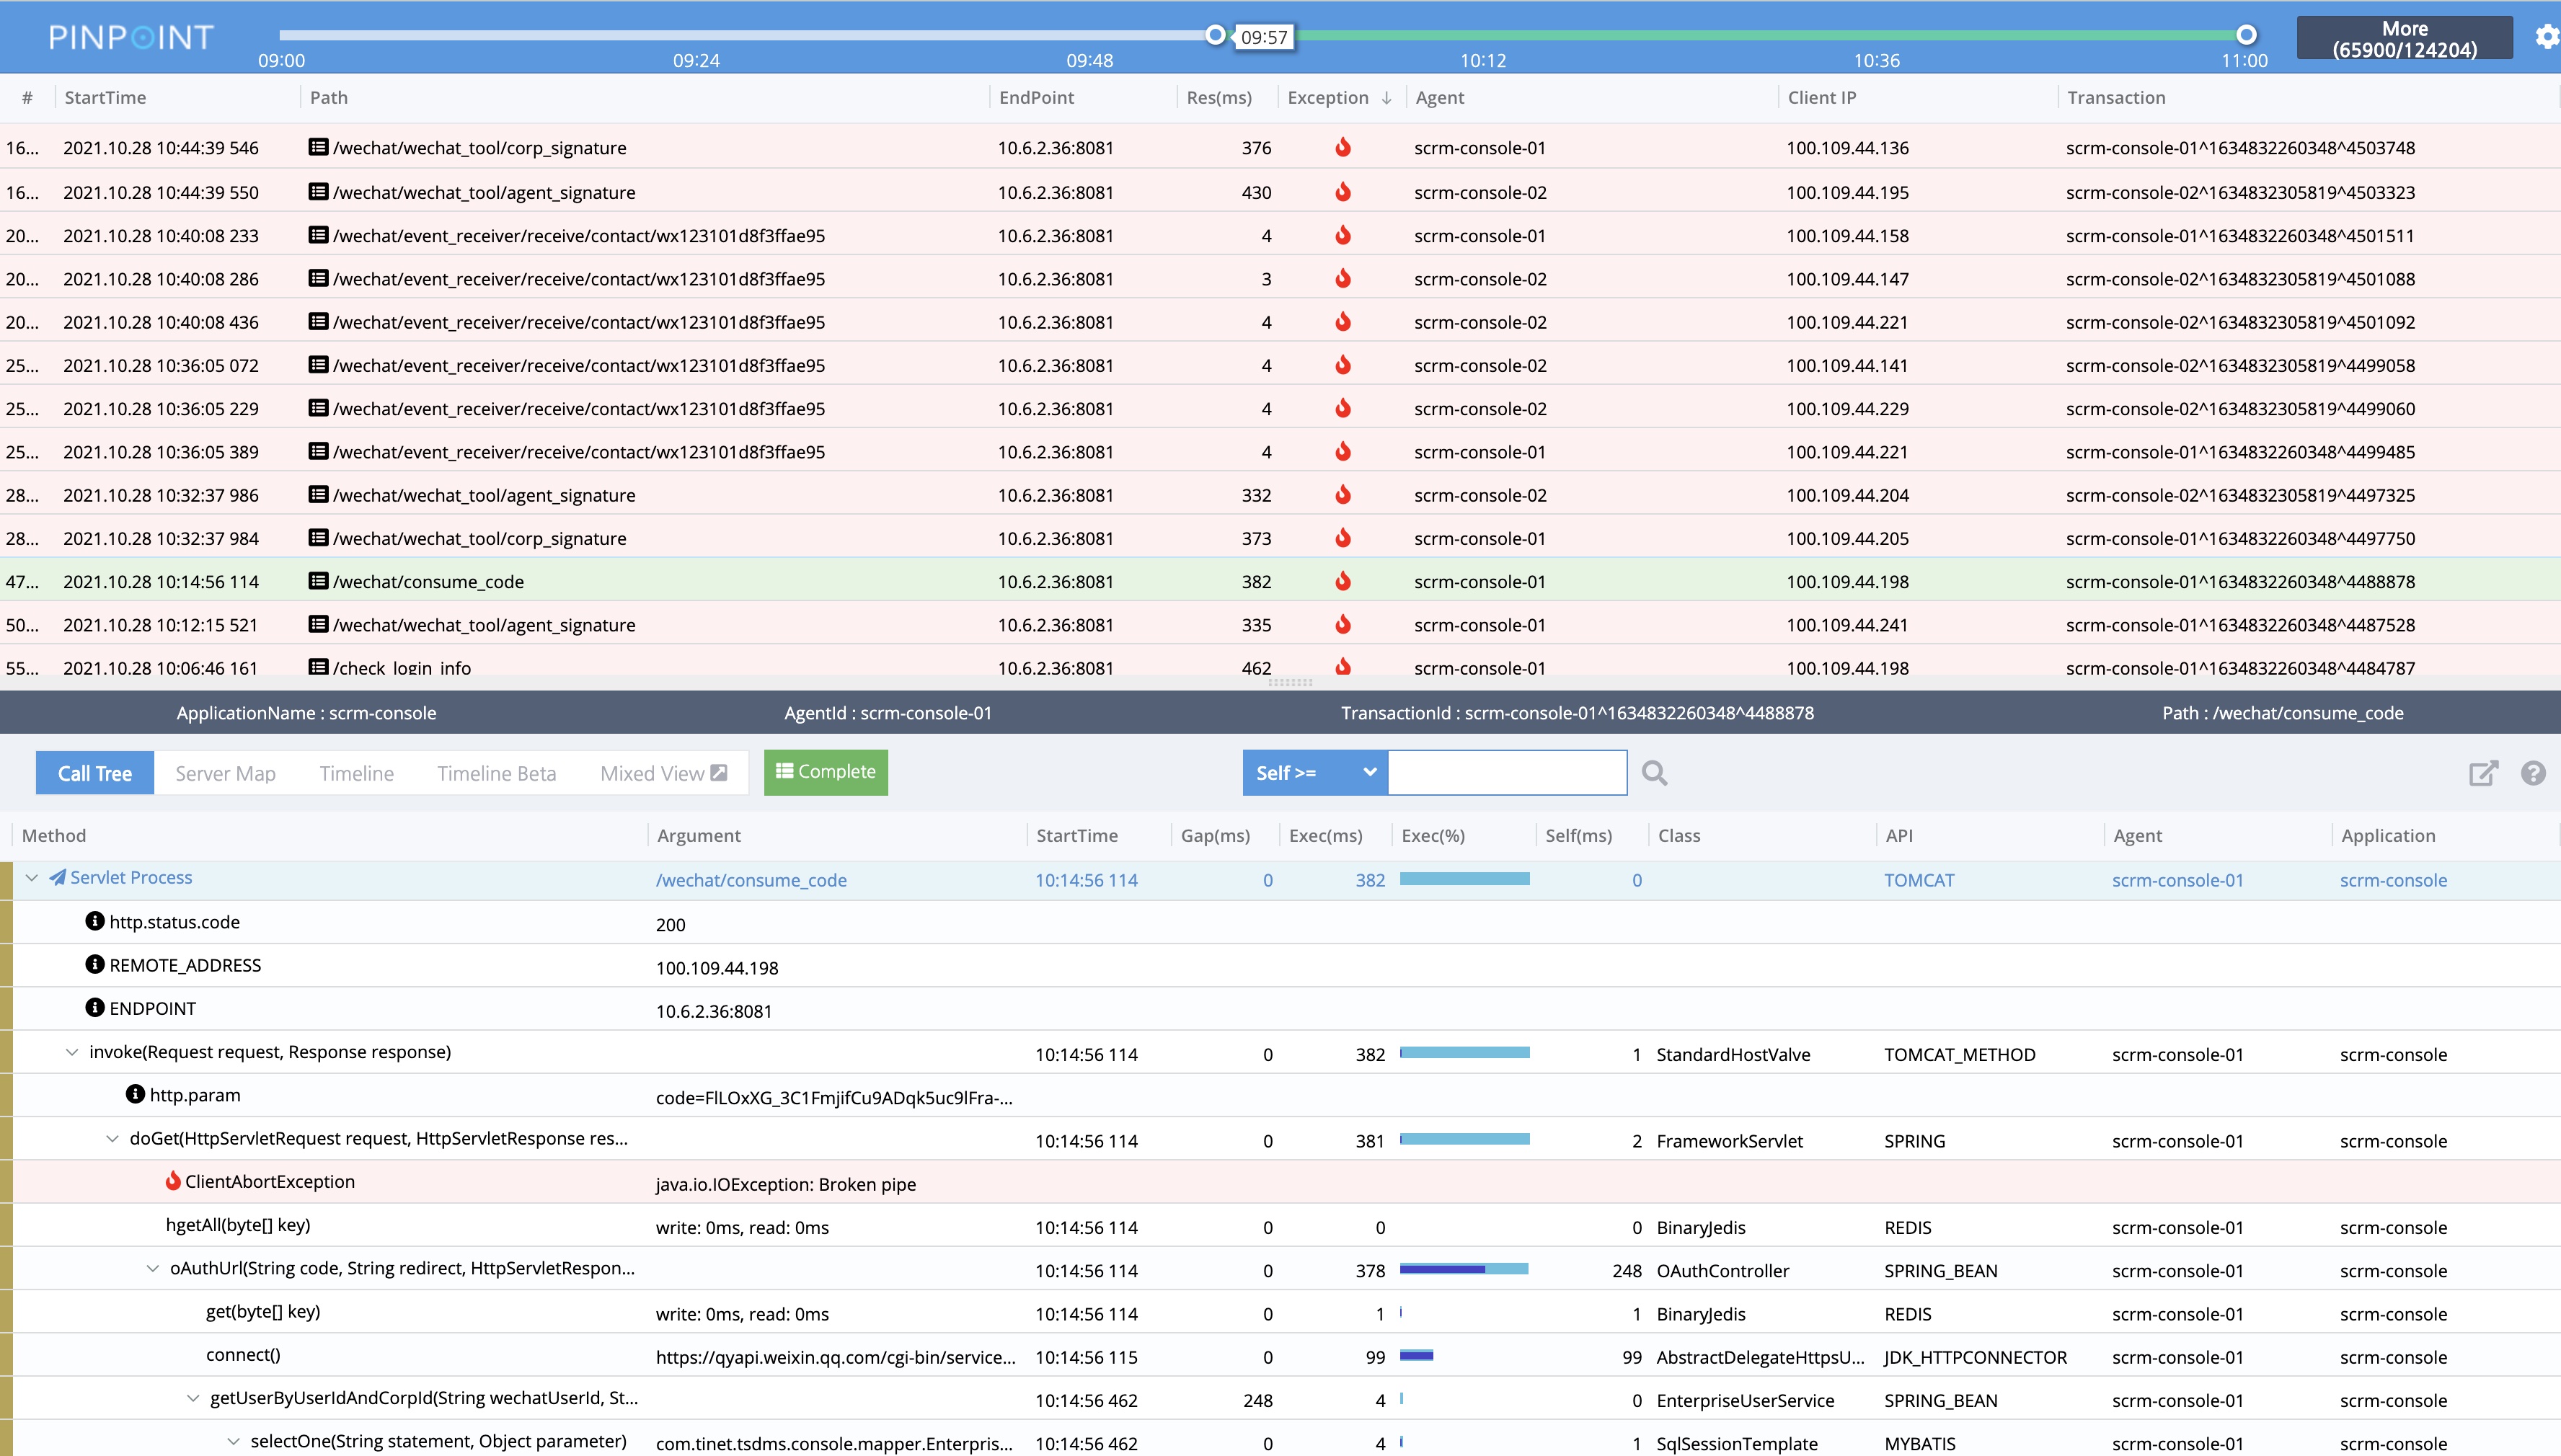 PINPOINT
09:57
09:00 09:24 09:48 10:12 10:36 11:00
More
(65900/124204)
# StartTime Path EndPoint Res(ms) Exception ↓ Agent Client IP Transaction
16... 2021.10.28 10:44:39 546 /wechat/wechat_tool/corp_signature 10.6.2.36:8081 376 scrm-console-01 100.109.44.136 scrm-console-01^1634832260348^4503748
16... 2021.10.28 10:44:39 550 /wechat/wechat_tool/agent_signature 10.6.2.36:8081 430 scrm-console-02 100.109.44.195 scrm-console-02^1634832305819^4503323
20... 2021.10.28 10:40:08 233 /wechat/event_receiver/receive/contact/wx123101d8f3ffae95 10.6.2.36:8081 4 scrm-console-01 100.109.44.158 scrm-console-01^1634832260348^4501511
20... 2021.10.28 10:40:08 286 /wechat/event_receiver/receive/contact/wx123101d8f3ffae95 10.6.2.36:8081 3 scrm-console-02 100.109.44.147 scrm-console-02^1634832305819^4501088
20... 2021.10.28 10:40:08 436 /wechat/event_receiver/receive/contact/wx123101d8f3ffae95 10.6.2.36:8081 4 scrm-console-02 100.109.44.221 scrm-console-02^1634832305819^4501092
25... 2021.10.28 10:36:05 072 /wechat/event_receiver/receive/contact/wx123101d8f3ffae95 10.6.2.36:8081 4 scrm-console-02 100.109.44.141 scrm-console-02^1634832305819^4499058
25... 2021.10.28 10:36:05 229 /wechat/event_receiver/receive/contact/wx123101d8f3ffae95 10.6.2.36:8081 4 scrm-console-02 100.109.44.229 scrm-console-02^1634832305819^4499060
25... 2021.10.28 10:36:05 389 /wechat/event_receiver/receive/contact/wx123101d8f3ffae95 10.6.2.36:8081 4 scrm-console-01 100.109.44.221 scrm-console-01^1634832260348^4499485
28... 2021.10.28 10:32:37 986 /wechat/wechat_tool/agent_signature 10.6.2.36:8081 332 scrm-console-02 100.109.44.204 scrm-console-02^1634832305819^4497325
28... 2021.10.28 10:32:37 984 /wechat/wechat_tool/corp_signature 10.6.2.36:8081 373 scrm-console-01 100.109.44.205 scrm-console-01^1634832260348^4497750
47... 2021.10.28 10:14:56 114 /wechat/consume_code 10.6.2.36:8081 382 scrm-console-01 100.109.44.198 scrm-console-01^1634832260348^4488878
50... 2021.10.28 10:12:15 521 /wechat/wechat_tool/agent_signature 10.6.2.36:8081 335 scrm-console-01 100.109.44.241 scrm-console-01^1634832260348^4487528
55... 2021.10.28 10:06:46 161 /check_login_info 10.6.2.36:8081 462 scrm-console-01 100.109.44.198 scrm-console-01^1634832260348^4484787
ApplicationName : scrm-console AgentId : scrm-console-01 TransactionId : scrm-console-01^1634832260348^4488878 Path : /wechat/consume_code
Call Tree Server Map Timeline Timeline Beta Mixed View Complete Self >=
Method Argument StartTime Gap(ms) Exec(ms) Exec(%) Self(ms) Class API Agent Application
Servlet Process /wechat/consume_code 10:14:56 114 0 382 0 TOMCAT scrm-console-01 scrm-console
http.status.code 200
REMOTE_ADDRESS 100.109.44.198
ENDPOINT 10.6.2.36:8081
invoke(Request request, Response response) 10:14:56 114 0 382 1 StandardHostValve TOMCAT_METHOD scrm-console-01 scrm-console
http.param code=FlLOxXG_3C1FmjifCu9ADqk5uc9lFra-...
doGet(HttpServletRequest request, HttpServletResponse res... 10:14:56 114 0 381 2 FrameworkServlet SPRING scrm-console-01 scrm-console
ClientAbortException java.io.IOException: Broken pipe
hgetAll(byte[] key) write: 0ms, read: 0ms 10:14:56 114 0 0 0 BinaryJedis REDIS scrm-console-01 scrm-console
oAuthUrl(String code, String redirect, HttpServletRespon... 10:14:56 114 0 378 248 OAuthController SPRING_BEAN scrm-console-01 scrm-console
get(byte[] key) write: 0ms, read: 0ms 10:14:56 114 0 1 1 BinaryJedis REDIS scrm-console-01 scrm-console
connect() https://qyapi.weixin.qq.com/cgi-bin/service... 10:14:56 115 0 99 99 AbstractDelegateHttpsU... JDK_HTTPCONNECTOR scrm-console-01 scrm-console
getUserByUserIdAndCorpId(String wechatUserId, St... 10:14:56 462 248 4 0 EnterpriseUserService SPRING_BEAN scrm-console-01 scrm-console
selectOne(String statement, Object parameter) com.tinet.tsdms.console.mapper.Enterpris... 10:14:56 462 0 4 1 SqlSessionTemplate MYBATIS scrm-console-01 scrm-console